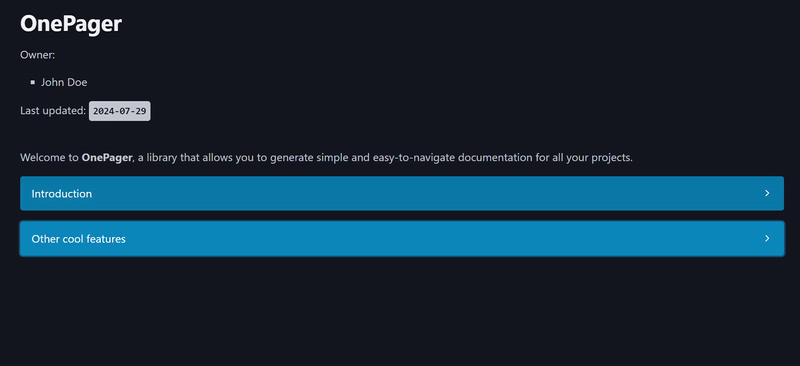 OnePager
Owner:
John Doe
Last updated: 2024-07-29
Welcome to OnePager, a library that allows you to generate simple and easy-to-navigate documentation for all your projects.
Introduction
Other cool features